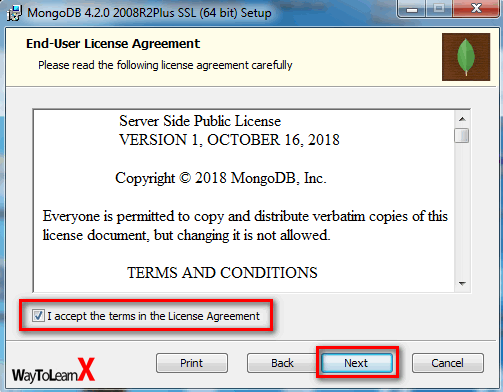 MongoDB 4.2.0 2008R2Plus SSL (64 bit) Setup
End-User License Agreement
Please read the following license agreement carefully
Server Side Public License
VERSION 1, OCTOBER 16, 2018
Copyright © 2018 MongoDB, Inc.
Everyone is permitted to copy and distribute verbatim copies of this
license document, but changing it is not allowed.
TERMS AND CONDITIONS
I accept the terms in the License Agreement
WayToLearnX
Print Back Next Cancel